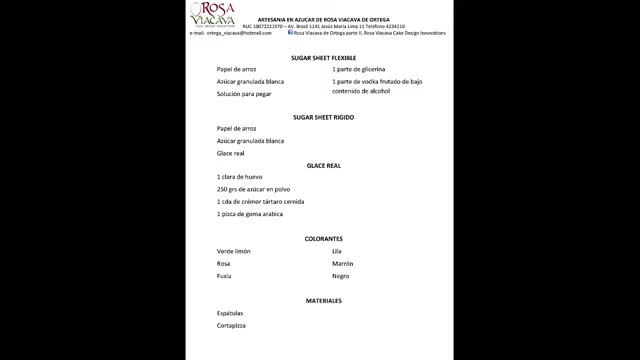 ROSA
VIACAVA
CAKE DESIGN INNOVATIONS
ARTESANIA EN AZUCAR DE ROSA VIACAVA DE ORTEGA
RUC 10072221970 – AV. Brasil 1141 Jesús María Lima 11 Teléfono 4234210
e-mail. ortega_viacava@hotmail.com Rosa Viacava de Ortega parte II, Rosa Viacava Cake Design Innovations
SUGAR SHEET FLEXIBLE
Papel de arroz
Azúcar granulada blanca
Solución para pegar
1 parte de glicerina
1 parte de vodka frutado de bajo
contenido de alcohol
SUGAR SHEET RIGIDO
Papel de arroz
Azúcar granulada blanca
Glace real
GLACE REAL
1 clara de huevo
250 grs de azúcar en polvo
1 cda de crémor tártaro cernida
1 pizca de goma arabica
COLORANTES
Verde limón
Rosa
Fuxia
Lila
Marrón
Negro
MATERIALES
Espátulas
Cortapizza